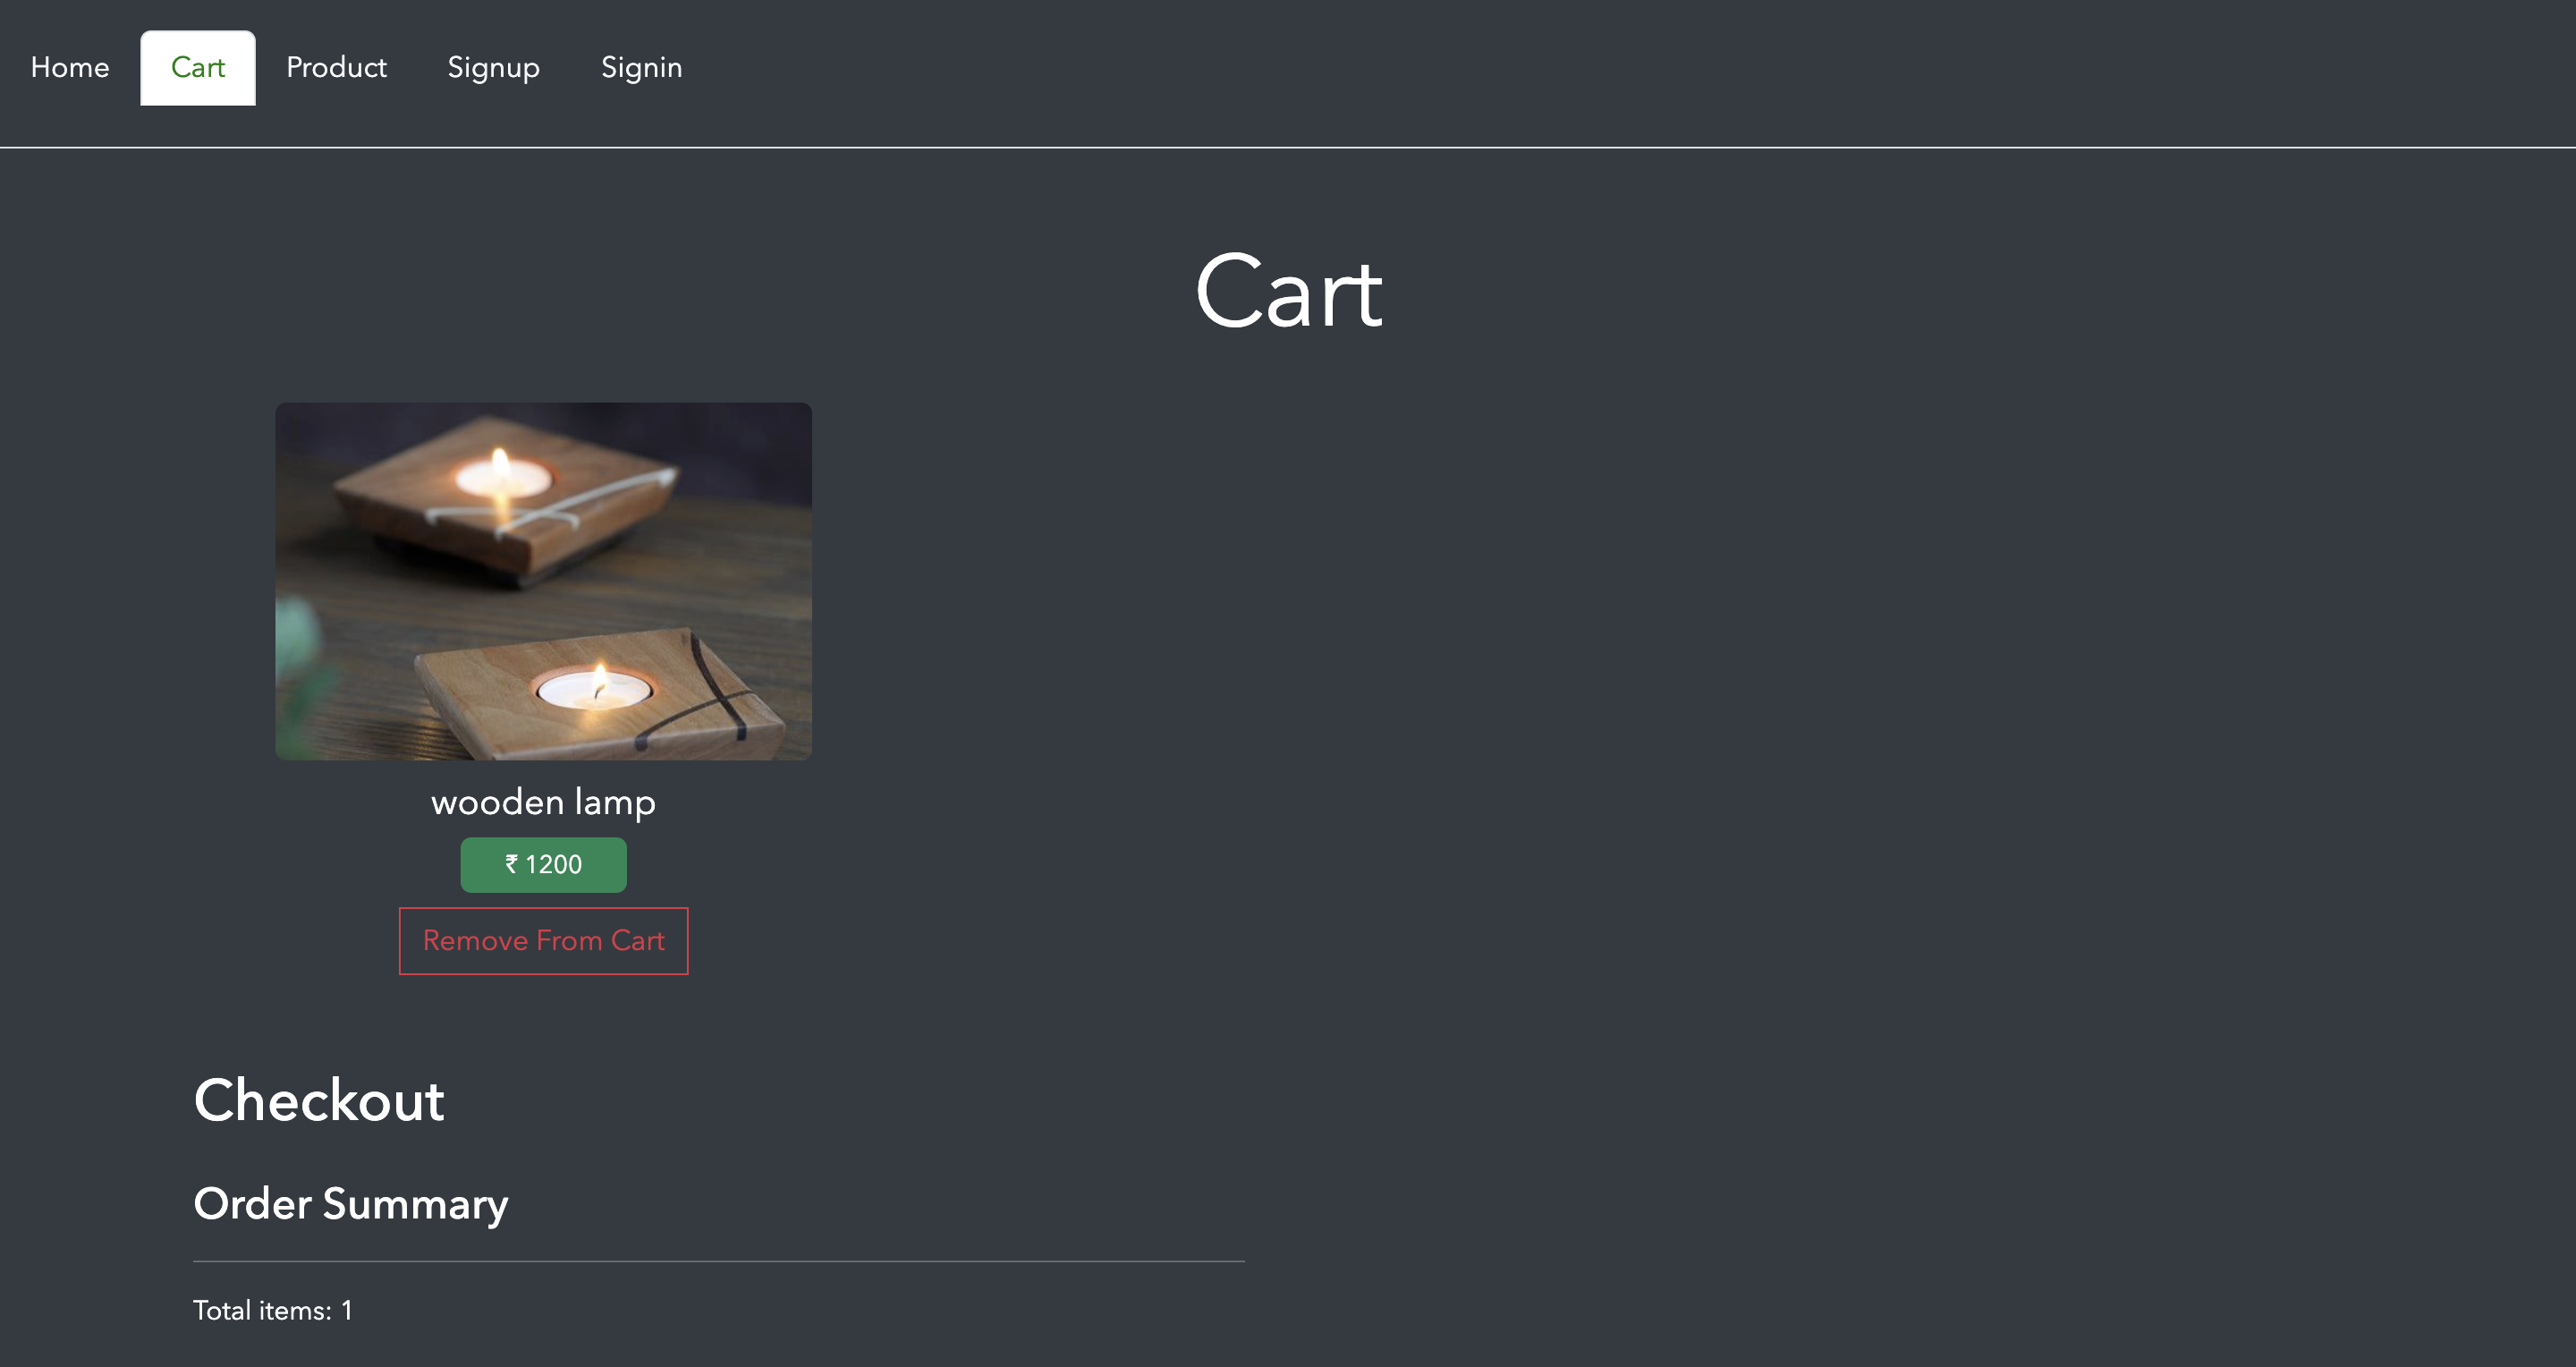 Home Cart Product Signup Signin
Cart
wooden lamp
₹ 1200
Remove From Cart
Checkout
Order Summary
Total items: 1